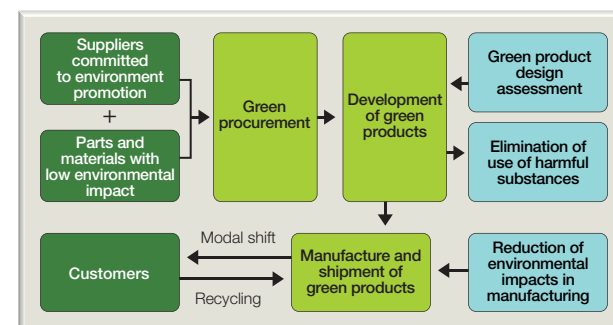 Suppliers
committed
to environment
promotion
+
Parts and
materials with
low environmental
impact
Green
procurement
Development
of green
products
Green product
design
assessment
Elimination of
use of harmful
substances
Customers
Modal shift
Recycling
Manufacture and
shipment of
green products
Reduction of
environmental
impacts in
manufacturing